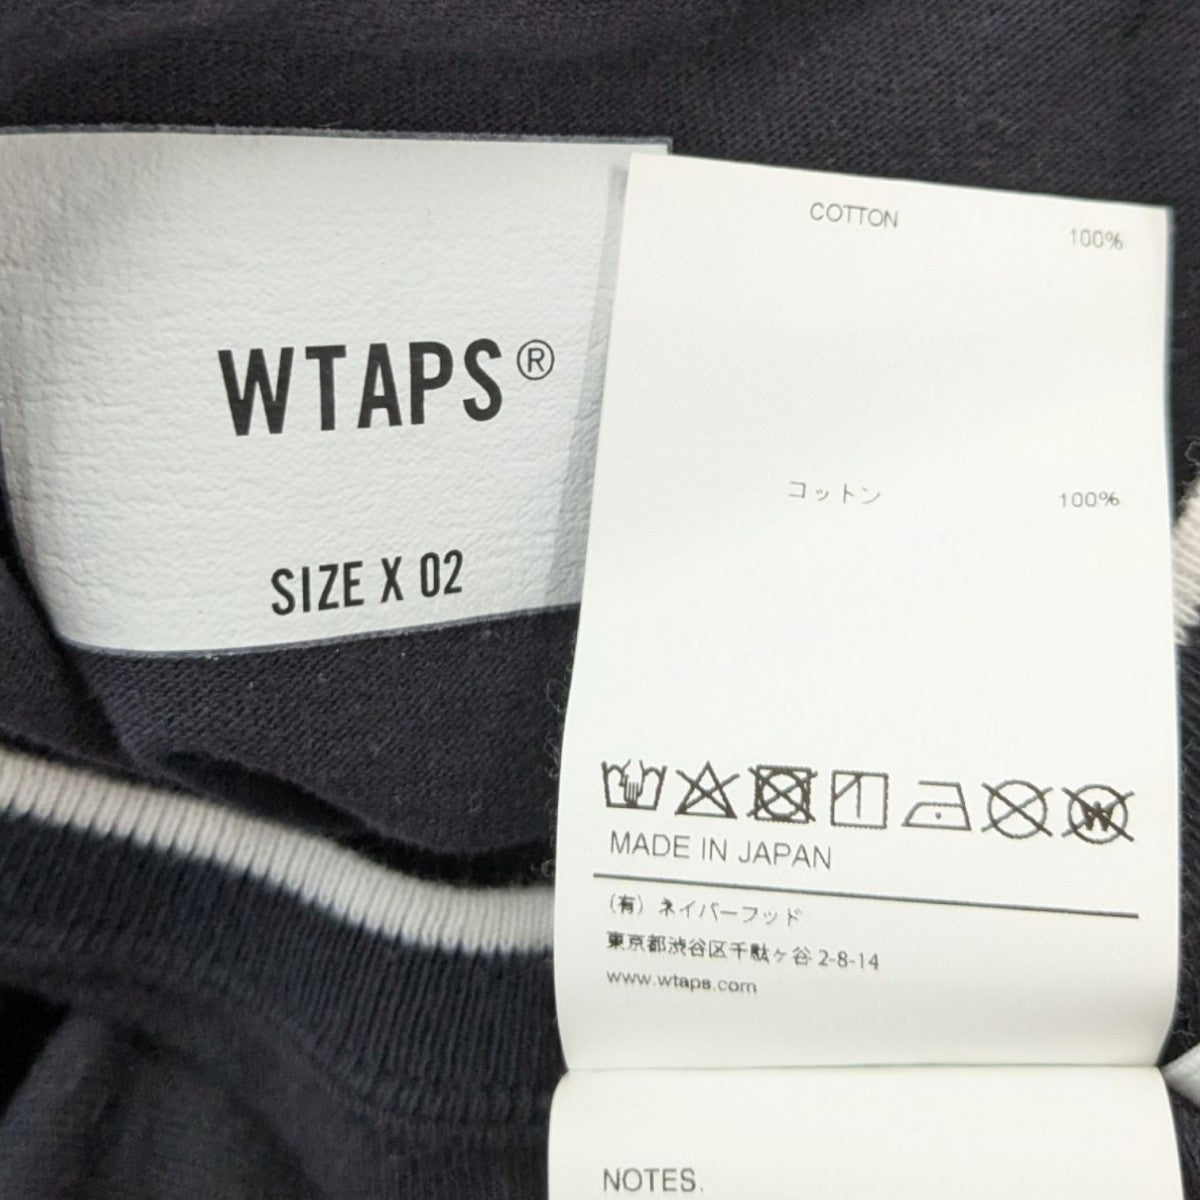 WTAPS®
SIZE X 02
COTTON 100%
コットン 100%
MADE IN JAPAN
(有) ネイバーフッド
東京都渋谷区千駄ヶ谷 2-8-14
www.wtaps.com
NOTES.